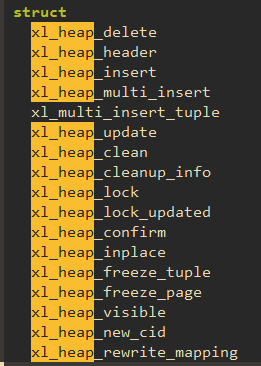 struct
xl_heap_delete
xl_heap_header
xl_heap_insert
xl_heap_multi_insert
xl_multi_insert_tuple
xl_heap_update
xl_heap_clean
xl_heap_cleanup_info
xl_heap_lock
xl_heap_lock_updated
xl_heap_confirm
xl_heap_inplace
xl_heap_freeze_tuple
xl_heap_freeze_page
xl_heap_visible
xl_heap_new_cid
xl_heap_rewrite_mapping